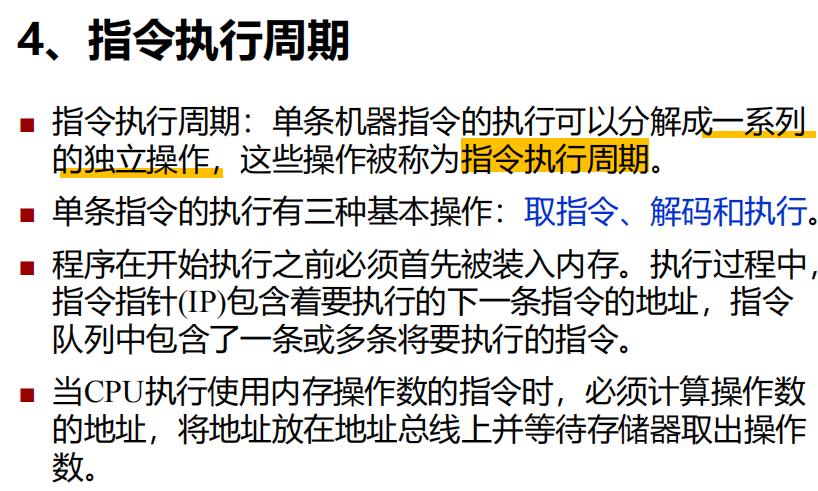 4、指令执行周期
■ 指令执行周期：单条机器指令的执行可以分解成一系列
的独立操作，这些操作被称为指令执行周期。
■ 单条指令的执行有三种基本操作：取指令、解码和执行。
■ 程序在开始执行之前必须首先被装入内存。执行过程中，
指令指针(IP)包含着要执行的下一条指令的地址，指令
队列中包含了一条或多条将要执行的指令。
■ 当CPU执行使用内存操作数的指令时，必须计算操作数
的地址，将地址放在地址总线上并等待存储器取出操作
数。